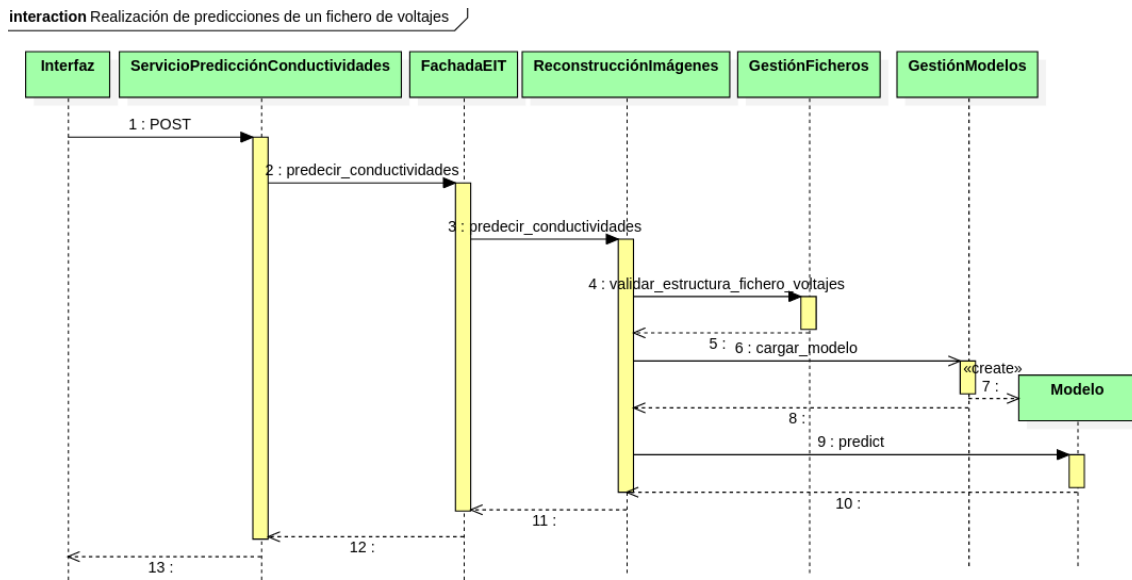 interaction Realización de predicciones de un fichero de voltajes
Interfaz
ServicioPredicciónConductividades
FachadaEIT
ReconstrucciónImágenes
GestiónFicheros
GestiónModelos
1 : POST
2 : predecir_conductividades
3 : predecir_conductividades
4 : validar_estructura_fichero_voltajes
5 :
6 : cargar_modelo
«create»
7 :
Modelo
8 :
9 : predict
10 :
11 :
12 :
13 :